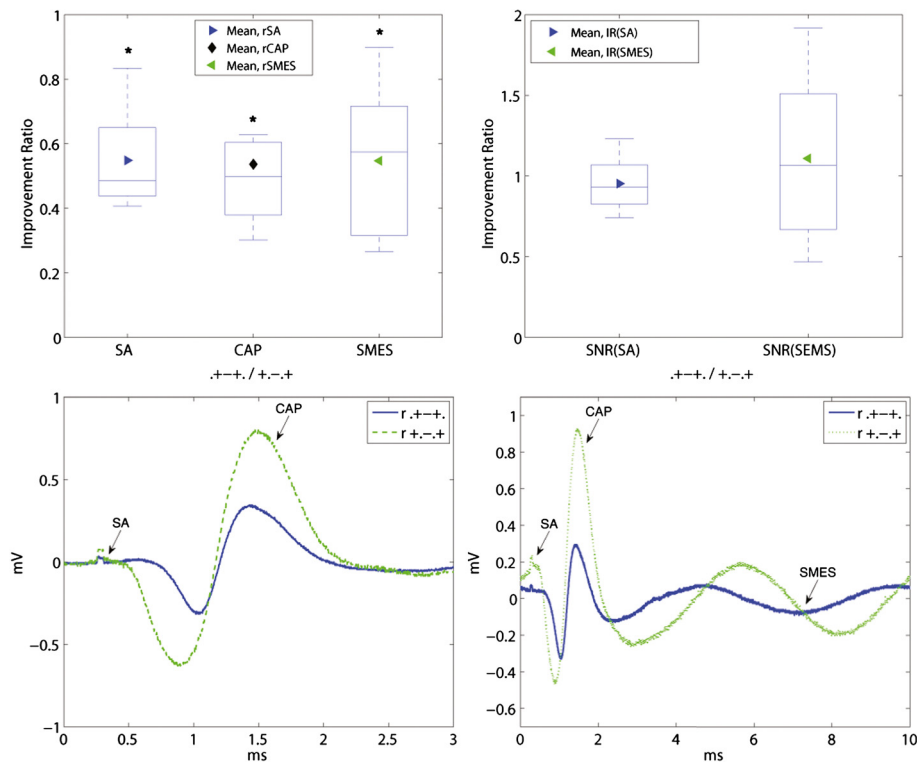 Improvement Ratio
1
0.8
0.6
0.4
0.2
0
*
*
*
Mean, rSA
Mean, rCAP
Mean, rSMES
SA
CAP
SMES
.+−+. / +.−.+
Improvement Ratio
2
1.5
1
0.5
0
Mean, IR(SA)
Mean, IR(SMES)
SNR(SA)
SNR(SEMS)
.+−+. / +.−.+
mV
1
0.5
0
−0.5
−1
SA
CAP
r .+−+.
r +.−.+
0 0.5 1 1.5 2 2.5 3
ms
mV
1
0.8
0.6
0.4
0.2
0
−0.2
−0.4
−0.6
SA
CAP
SMES
r .+−+.
r +.−.+
0 2 4 6 8 10
ms